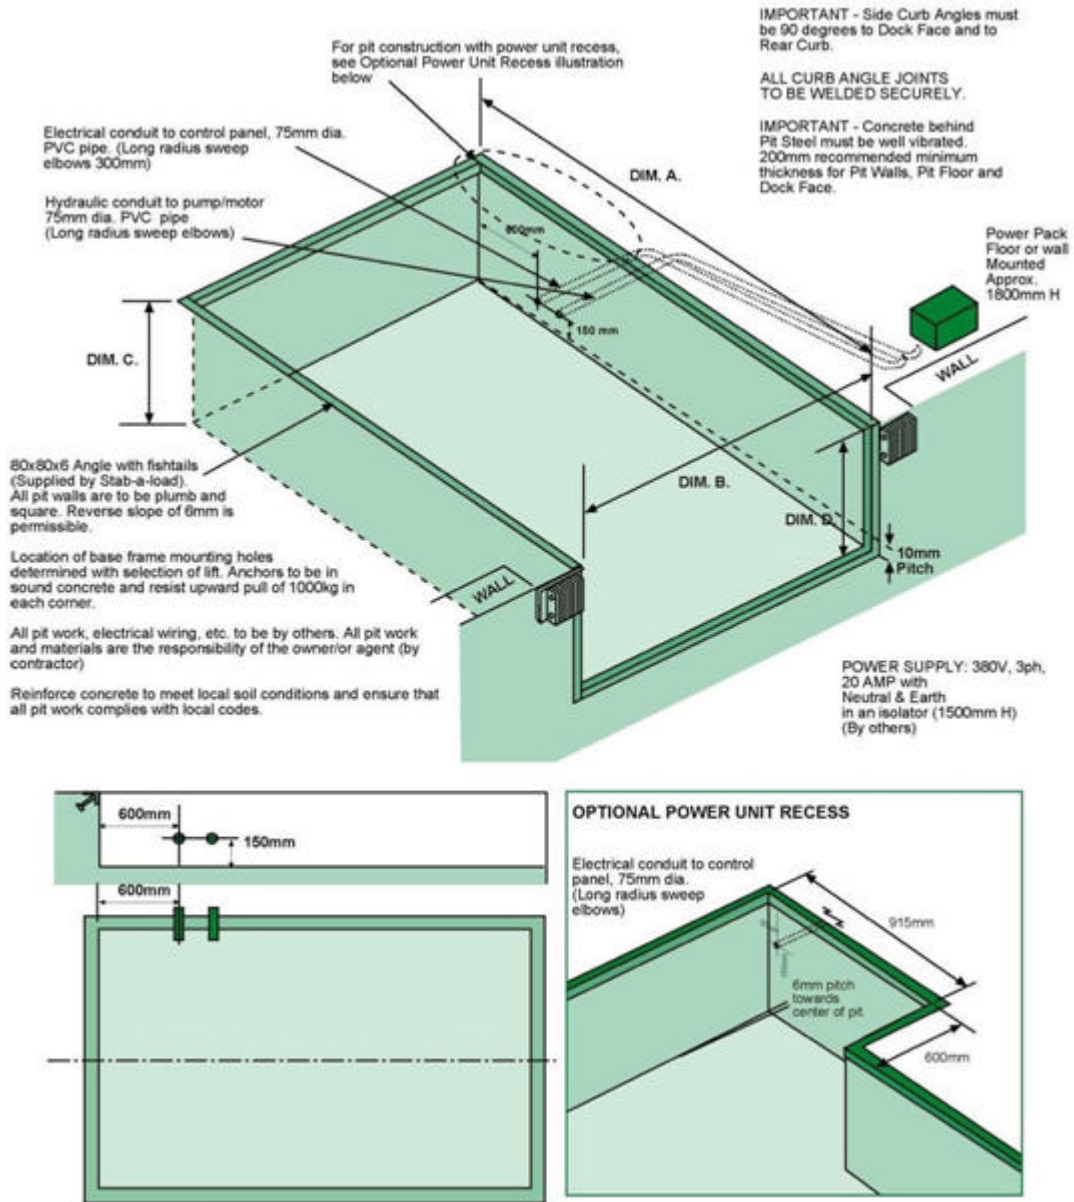 IMPORTANT - Side Curb Angles must
be 90 degrees to Dock Face and to
Rear Curb.
ALL CURB ANGLE JOINTS
TO BE WELDED SECURELY.
IMPORTANT - Concrete behind
Pit Steel must be well vibrated.
200mm recommended minimum
thickness for Pit Walls, Pit Floor and
Dock Face.
For pit construction with power unit recess,
see Optional Power Unit Recess illustration
below
Electrical conduit to control panel, 75mm dia.
PVC pipe. (Long radius sweep
elbows 300mm)
Hydraulic conduit to pump/motor
75mm dia. PVC pipe
(Long radius sweep elbows)
DIM. A.
600mm
150 mm
Power Pack
Floor or wall
Mounted
Approx.
1800mm H
WALL
DIM. C.
DIM. B.
DIM. D.
10mm
Pitch
80x80x6 Angle with fishtails
(Supplied by Stab-a-load).
All pit walls are to be plumb and
square. Reverse slope of 6mm is
permissible.
Location of base frame mounting holes
determined with selection of lift. Anchors to be in
sound concrete and resist upward pull of 1000kg in
each corner.
All pit work, electrical wiring, etc. to be by others. All pit work
and materials are the responsibility of the owner/or agent (by
contractor)
Reinforce concrete to meet local soil conditions and ensure that
all pit work complies with local codes.
WALL
POWER SUPPLY: 380V, 3ph,
20 AMP with
Neutral & Earth
in an isolator (1500mm H)
(By others)
600mm
150mm
600mm
OPTIONAL POWER UNIT RECESS
Electrical conduit to control
panel, 75mm dia.
(Long radius sweep
elbows)
915mm
6mm pitch
towards
center of pit.
600mm